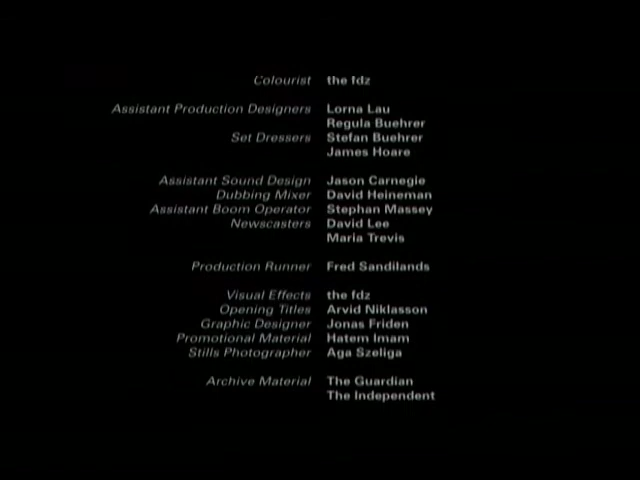 Colourist the fdz
Assistant Production Designers Lorna Lau
Regula Buehrer
Set Dressers Stefan Buehrer
James Hoare
Assistant Sound Design Jason Carnegie
Dubbing Mixer David Heineman
Assistant Boom Operator Stephan Massey
Newscasters David Lee
Maria Trevis
Production Runner Fred Sandilands
Visual Effects the fdz
Opening Titles Arvid Niklasson
Graphic Designer Jonas Friden
Promotional Material Hatem Imam
Stills Photographer Aga Szeliga
Archive Material The Guardian
The Independent